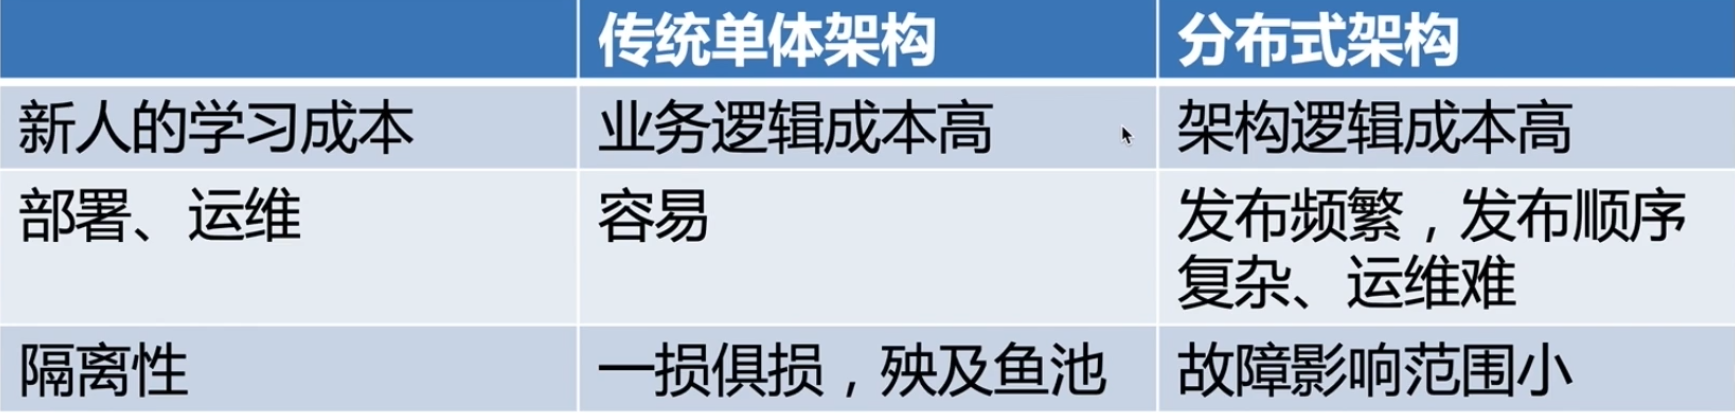 传统单体架构 分布式架构
新人的学习成本 业务逻辑成本高 架构逻辑成本高
部署、运维 容易 发布频繁，发布顺序
复杂、运维难
隔离性 一损俱损，殃及鱼池 故障影响范围小